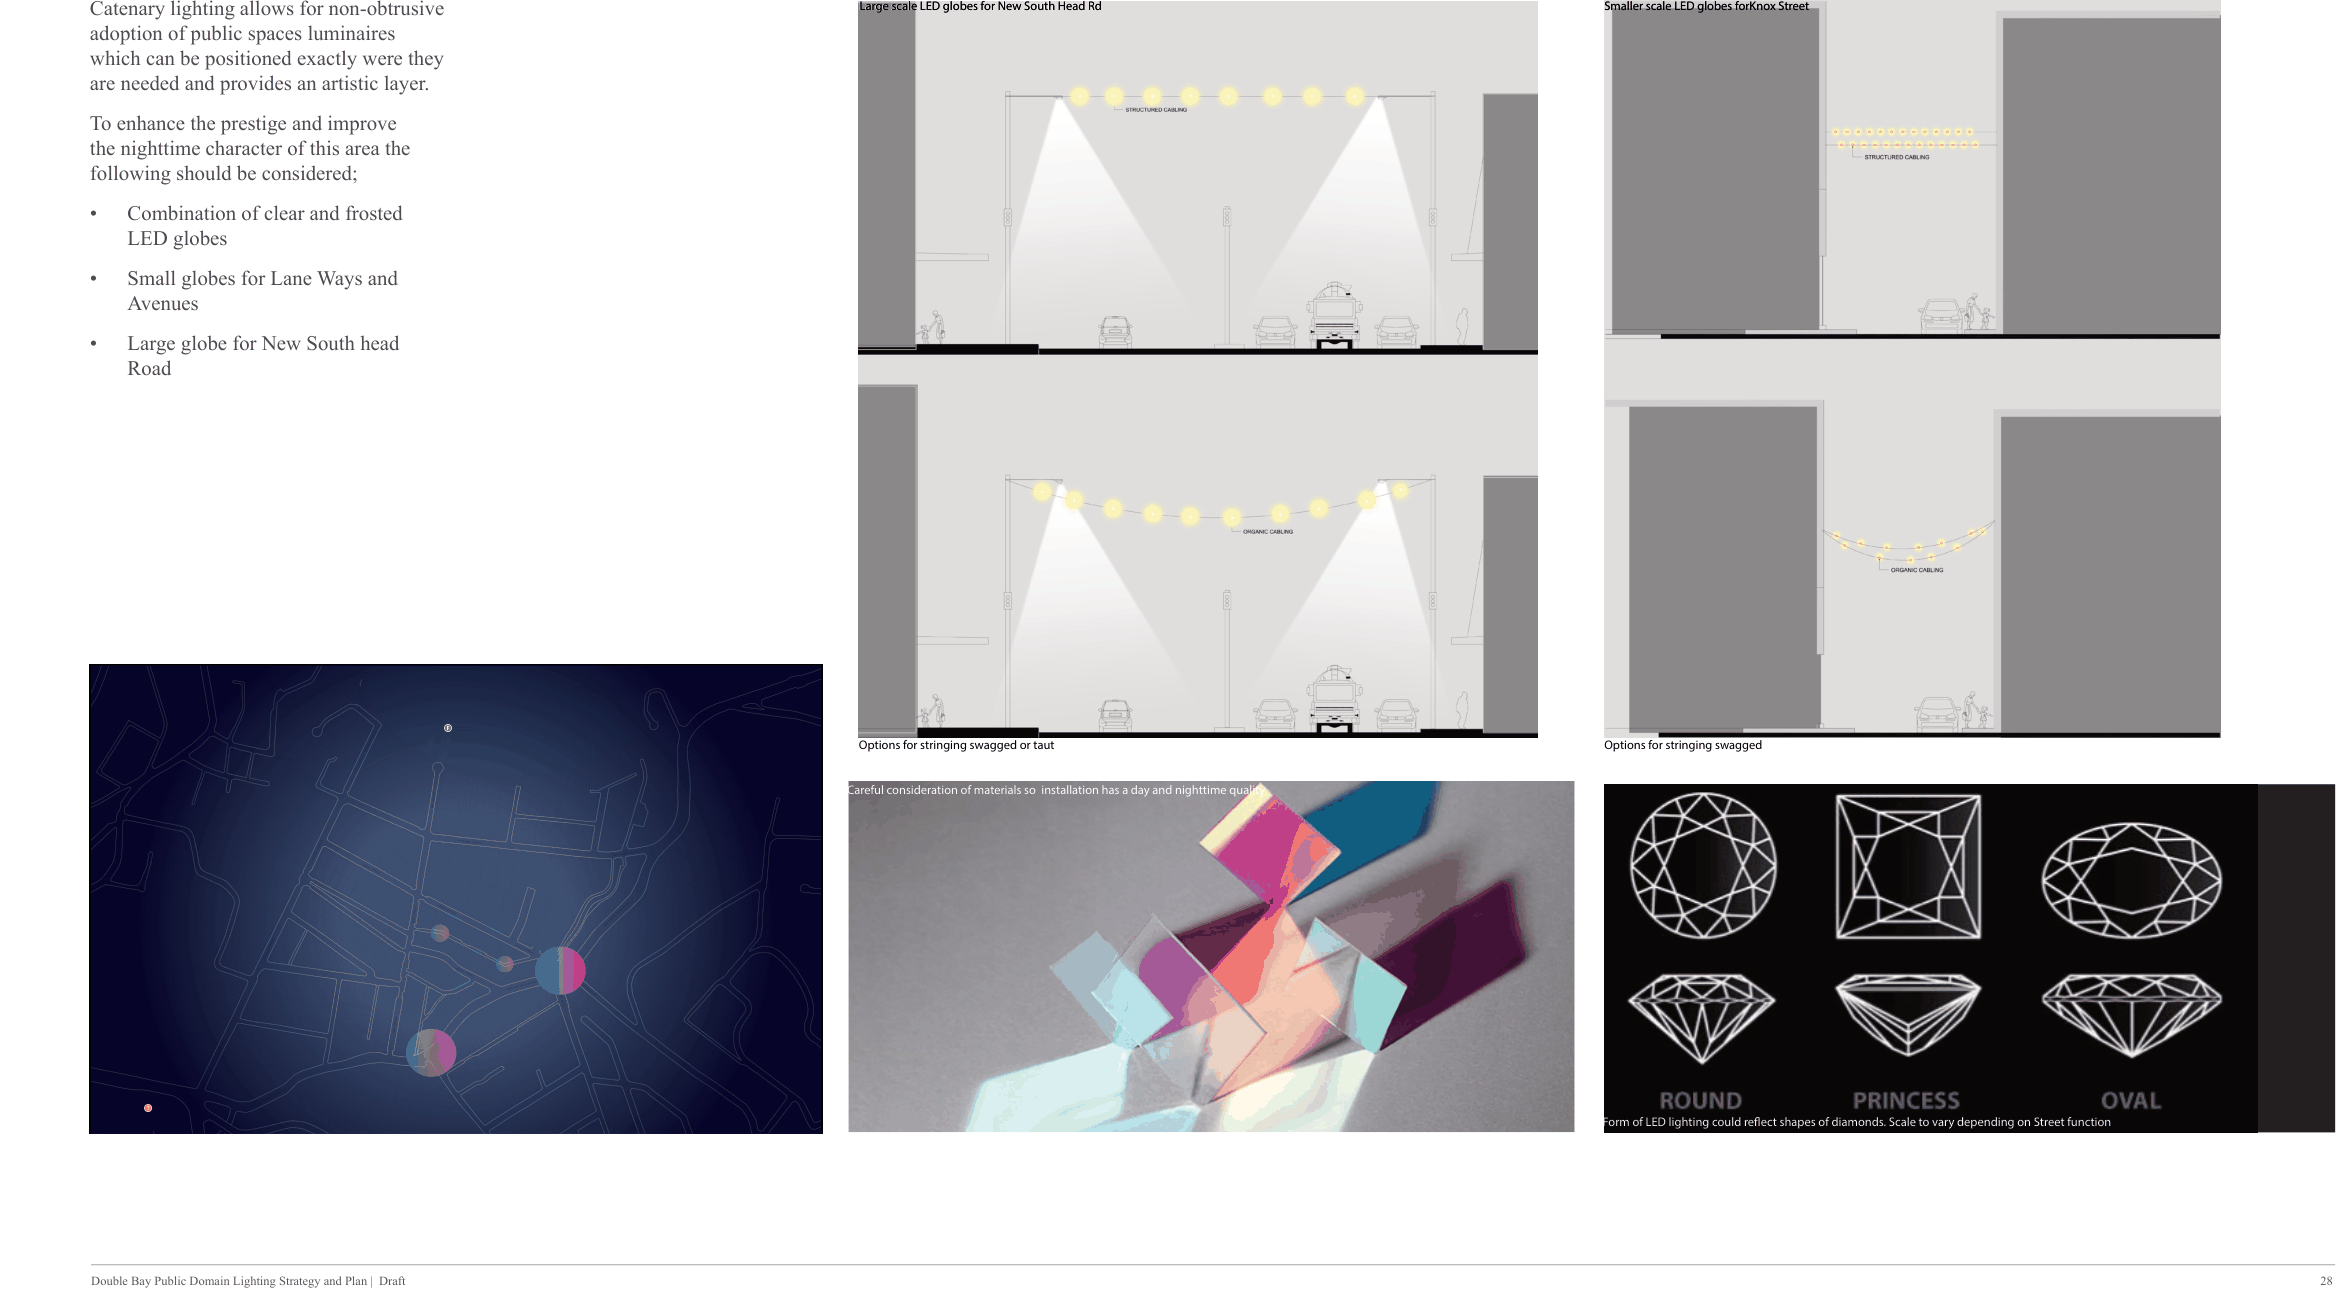 Catenary lighting allows for non-obtrusive
adoption of public spaces luminaires
which can be positioned exactly were they
are needed and provides an artistic layer.
To enhance the prestige and improve
the nighttime character of this area the
following should be considered;
• Combination of clear and frosted
LED globes
• Small globes for Lane Ways and
Avenues
• Large globe for New South head
Road
Large scale LED globes for New South Head Rd
STRUCTURED CABLING
ORGANIC CABLING
Options for stringing swagged or taut
Smaller scale LED globes forKnox Street
STRUCTURED CABLING
ORGANIC CABLING
Options for stringing swagged
Careful consideration of materials so installation has a day and nighttime quality
ROUND
PRINCESS
OVAL
Form of LED lighting could reflect shapes of diamonds. Scale to vary depending on Street function
Double Bay Public Domain Lighting Strategy and Plan | Draft
28